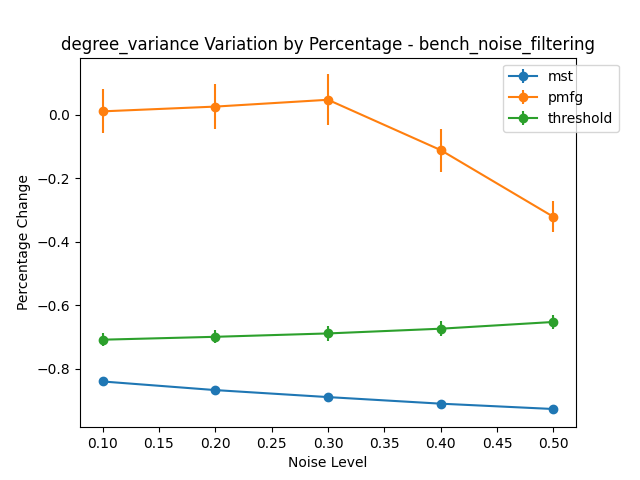 degree_variance Variation by Percentage - bench_noise_filtering
mst
pmfg
threshold
Percentage Change
0.0
−0.2
−0.4
−0.6
−0.8
0.10 0.15 0.20 0.25 0.30 0.35 0.40 0.45 0.50
Noise Level